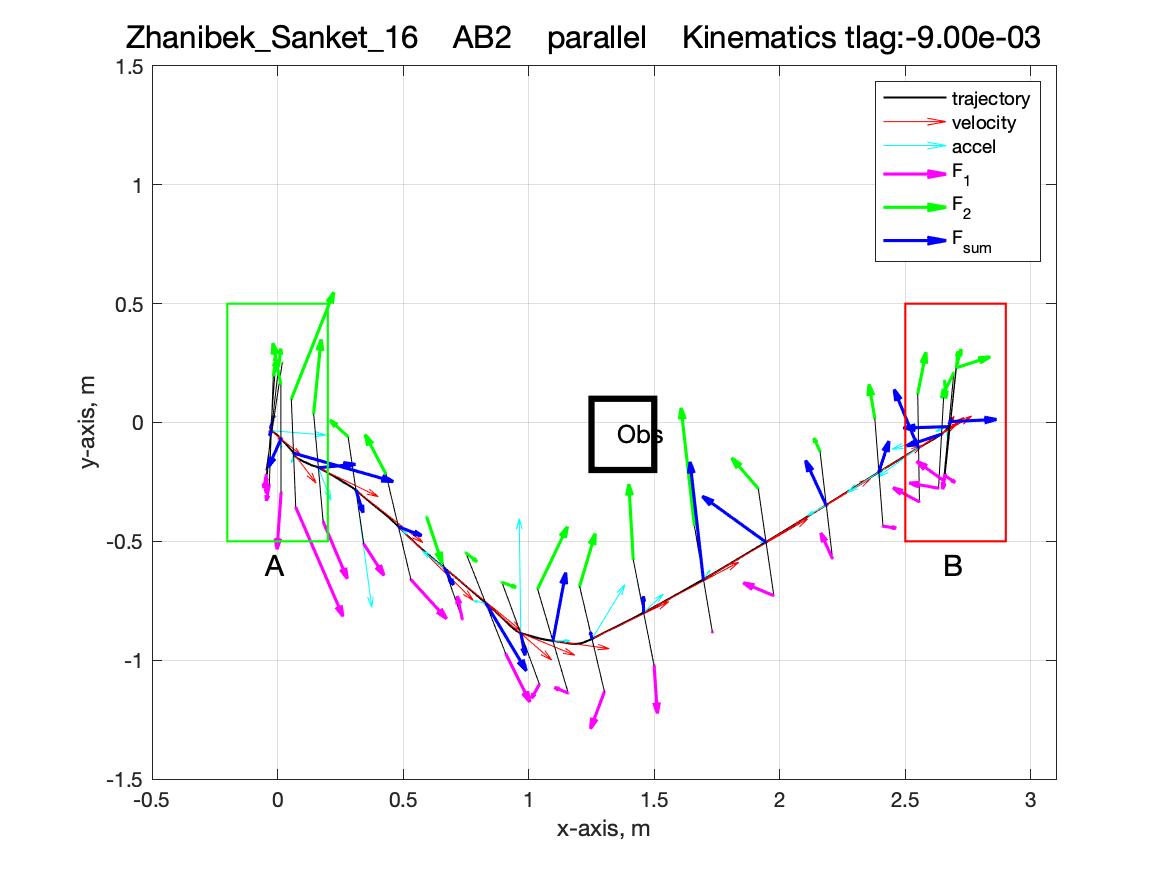 Zhanibek_Sanket_16 AB2 parallel Kinematics tlag:-9.00e-03
1.5
1
0.5
0
-0.5
-1
-1.5
y-axis, m
trajectory
velocity
accel
F1
F2
Fsum
Obs
A
B
-0.5 0 0.5 1 1.5 2 2.5 3
x-axis, m